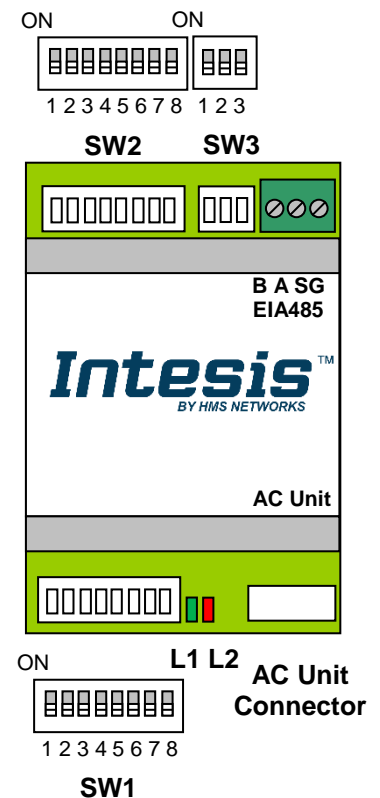 ON ON
1 2 3 4 5 6 7 8 1 2 3
SW2 SW3
B A SG
EIA485
Intesis™
BY HMS NETWORKS
AC Unit
L1 L2
ON
AC Unit
Connector
1 2 3 4 5 6 7 8
SW1